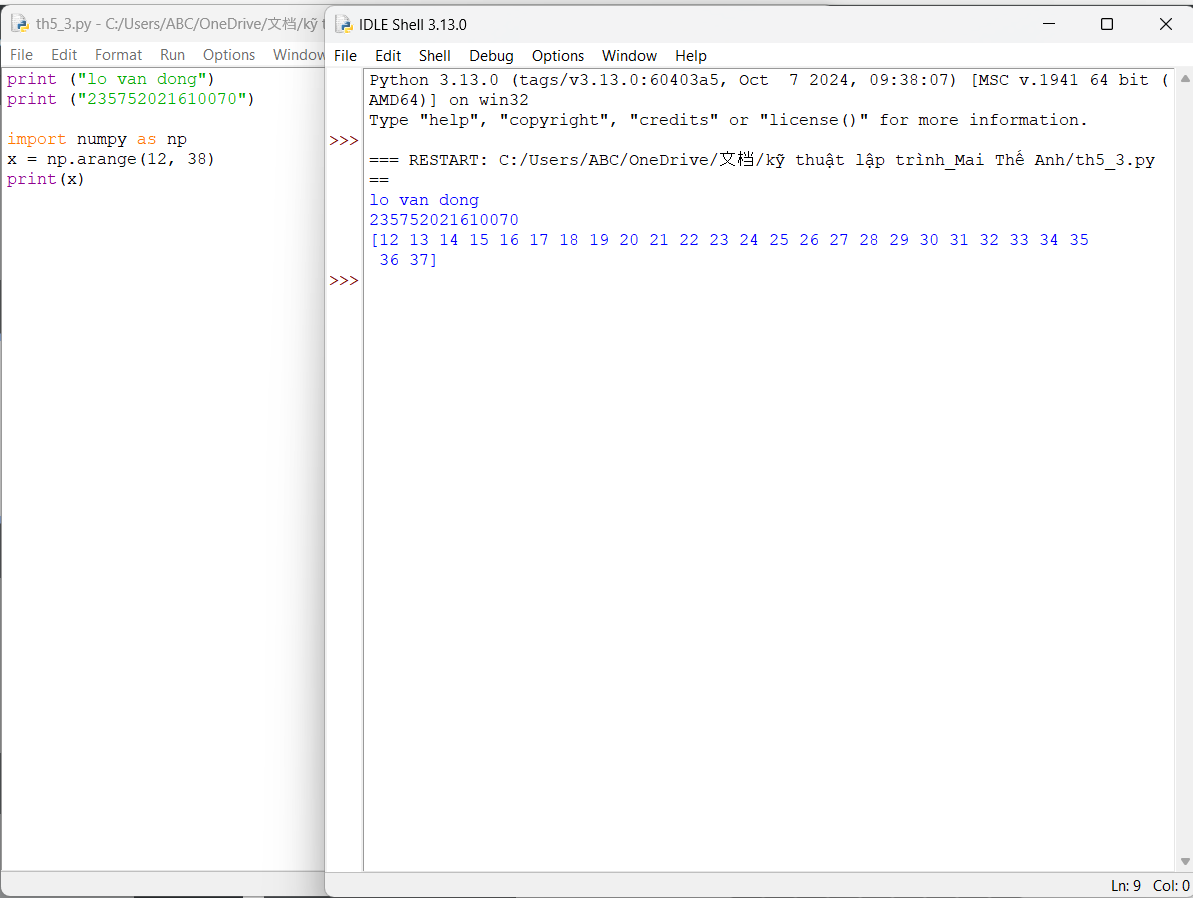 th5_3.py - C:/Users/ABC/OneDrive/文档/kỹ
File Edit Format Run Options Window
print ("lo van dong")
print ("235752021610070")
import numpy as np
x = np.arange(12, 38)
print(x)
IDLE Shell 3.13.0
File Edit Shell Debug Options Window Help
Python 3.13.0 (tags/v3.13.0:60403a5, Oct  7 2024, 09:38:07) [MSC v.1941 64 bit (
AMD64)] on win32
Type "help", "copyright", "credits" or "license()" for more information.
>>>
=== RESTART: C:/Users/ABC/OneDrive/文档/kỹ thuật lập trình_Mai Thế Anh/th5_3.py
==
lo van dong
235752021610070
[12 13 14 15 16 17 18 19 20 21 22 23 24 25 26 27 28 29 30 31 32 33 34 35
 36 37]
>>>
Ln: 9 Col: 0